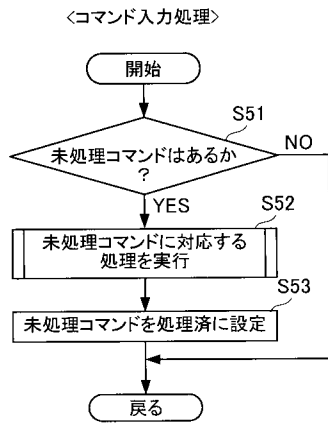 <コマンド入力処理>
開始
S51
未処理コマンドはあるか
?
NO
YES
S52
未処理コマンドに対応する
処理を実行
S53
未処理コマンドを処理済に設定
戻る